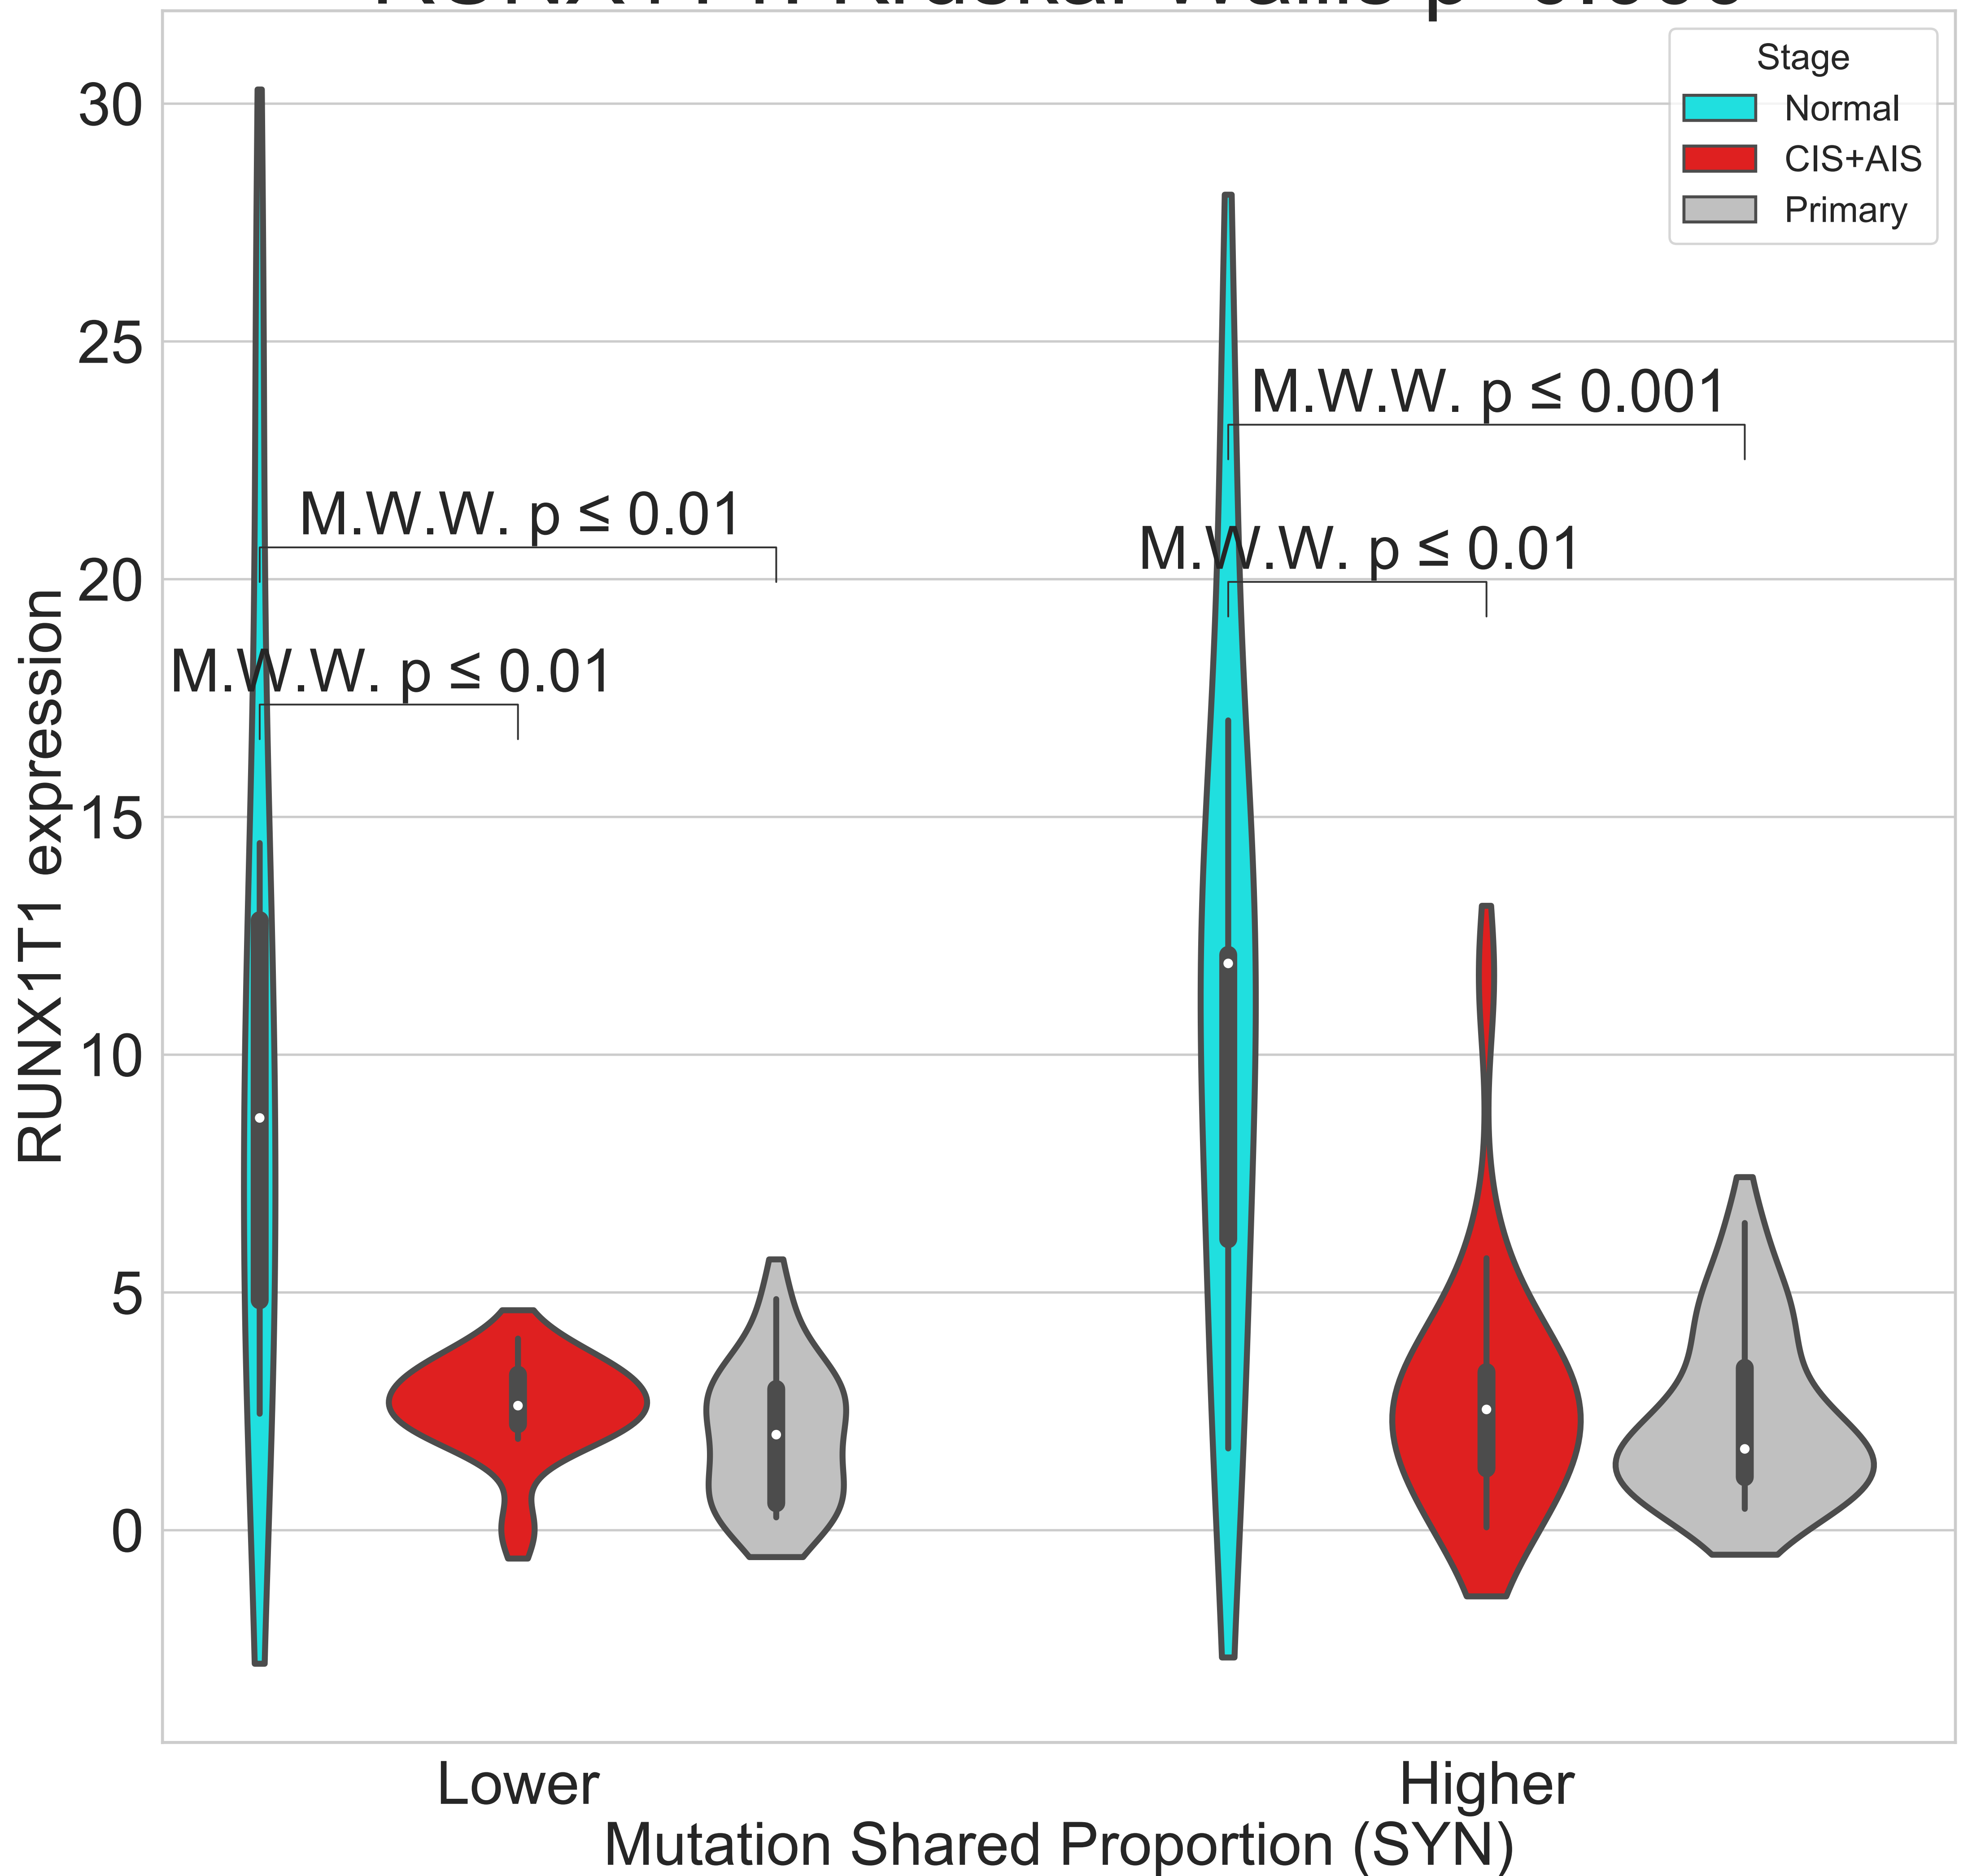 Stage
Normal
CIS+AIS
Primary
30
25
20
15
10
5
0
RUNX1T1 expression
M.W.W. p ≤ 0.001
M.W.W. p ≤ 0.01
M.W.W. p ≤ 0.01
M.W.W. p ≤ 0.01
Lower
Higher
Mutation Shared Proportion (SYN)